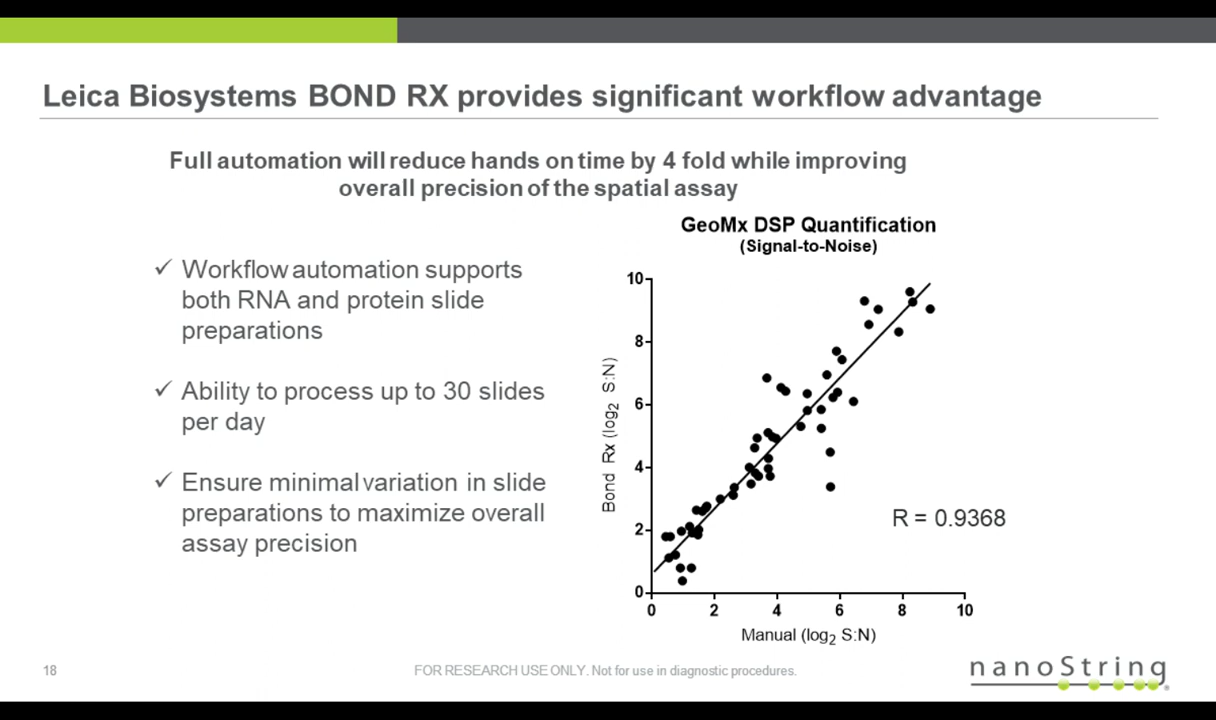 Leica Biosystems BOND RX provides significant workflow advantage
Full automation will reduce hands on time by 4 fold while improving
overall precision of the spatial assay
✓ Workflow automation supports
both RNA and protein slide
preparations
✓ Ability to process up to 30 slides
per day
✓ Ensure minimal variation in slide
preparations to maximize overall
assay precision
GeoMx DSP Quantification
(Signal-to-Noise)
10
8
6
4
2
0
Bond Rx (log2 S:N)
R = 0.9368
0 2 4 6 8 10
Manual (log2 S:N)
18
FOR RESEARCH USE ONLY. Not for use in diagnostic procedures.
nanoString®